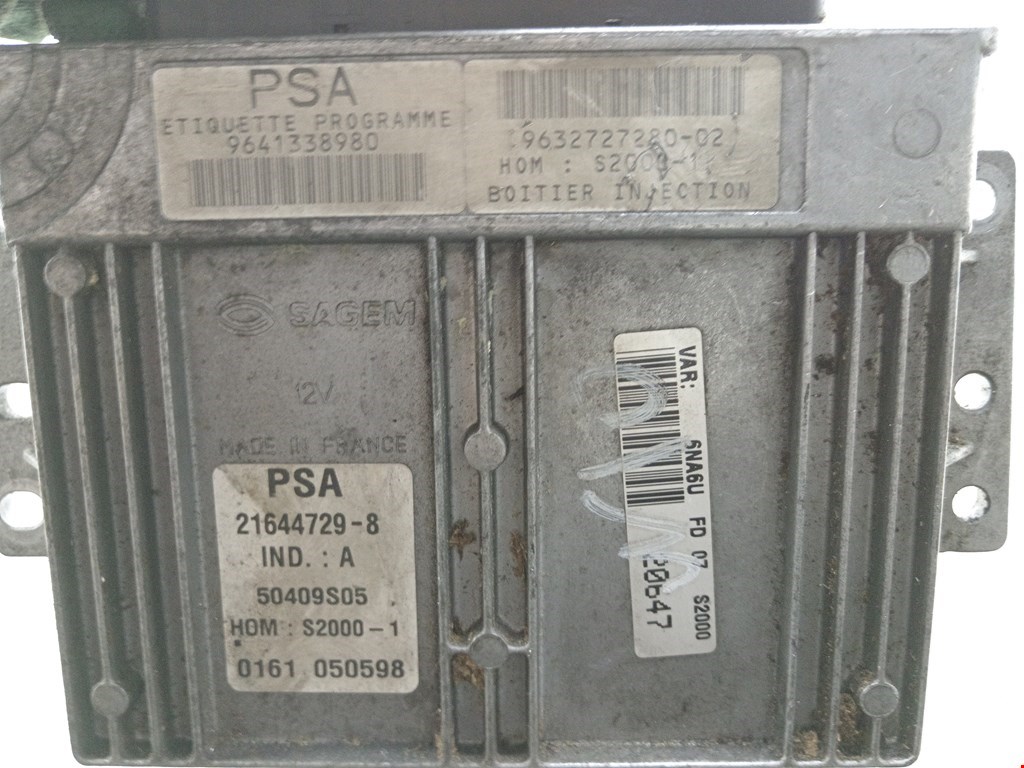 PSA
ETIQUETTE PROGRAMME
9641338980
9632727280-02
HOM : S2000-1
BOITIER INJECTION
SAGEM
12V
MADE IN FRANCE
PSA
21644729-8
IND. : A
50409S05
HOM : S2000-1
0161 050598
VAR: 6NA6U FD 07 S2000
20647